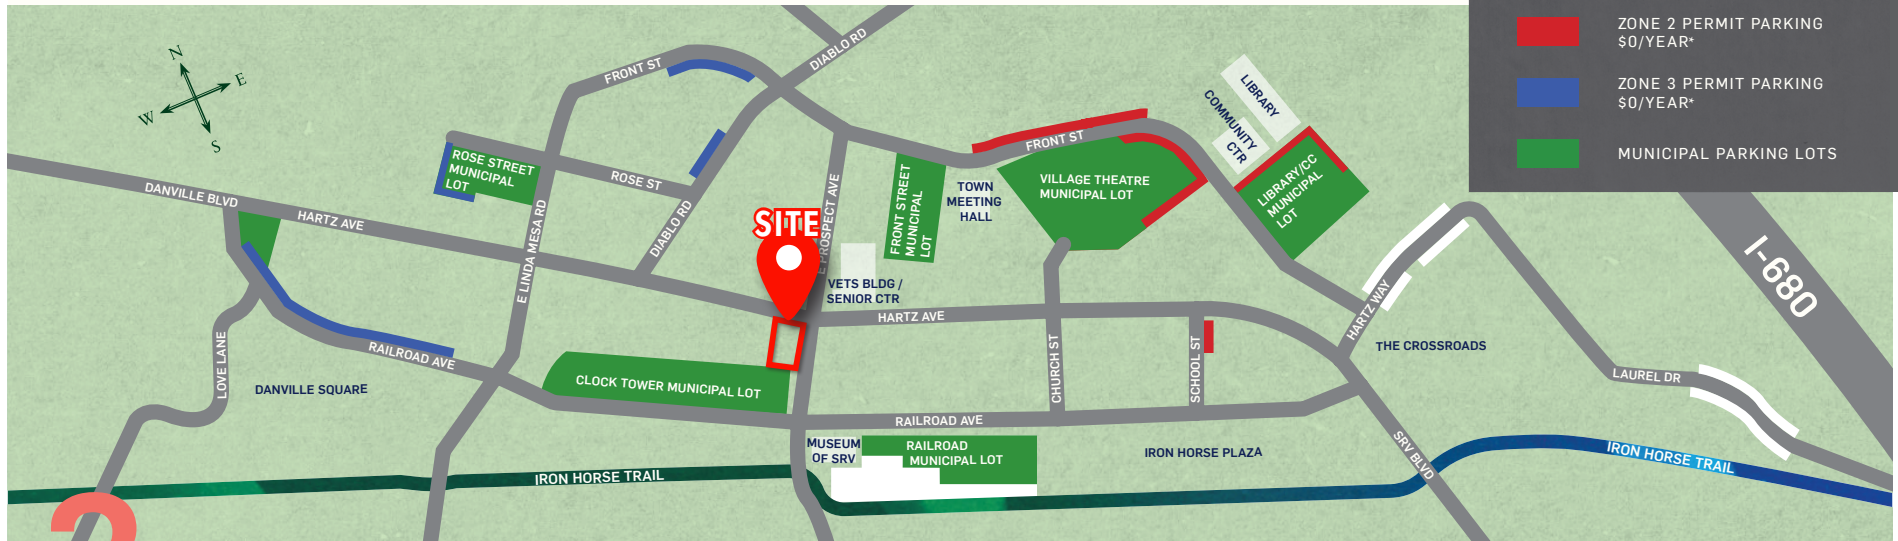 ZONE 2 PERMIT PARKING
$0/YEAR*
ZONE 3 PERMIT PARKING
$0/YEAR*
MUNICIPAL PARKING LOTS
N
E
W
S
FRONT ST
DIABLO RD
LIBRARY
COMMUNITY
CTR
FRONT ST
ROSE STREET
MUNICIPAL
LOT
ROSE ST
DANVILLE BLVD
HARTZ AVE
E LINDA MESA RD
DIABLO RD
SITE
E PROSPECT AVE
FRONT STREET
MUNICIPAL
LOT
TOWN
MEETING
HALL
VILLAGE THEATRE
MUNICIPAL LOT
LIBRARY/CC
MUNICIPAL
LOT
I-680
VETS BLDG /
SENIOR CTR
HARTZ AVE
HARTZ WAY
LOVE LANE
RAILROAD AVE
DANVILLE SQUARE
CLOCK TOWER MUNICIPAL LOT
CHURCH ST
SCHOOL ST
THE CROSSROADS
LAUREL DR
RAILROAD AVE
MUSEUM
OF SRV
RAILROAD
MUNICIPAL LOT
IRON HORSE PLAZA
SRV BLVD
IRON HORSE TRAIL
IRON HORSE TRAIL